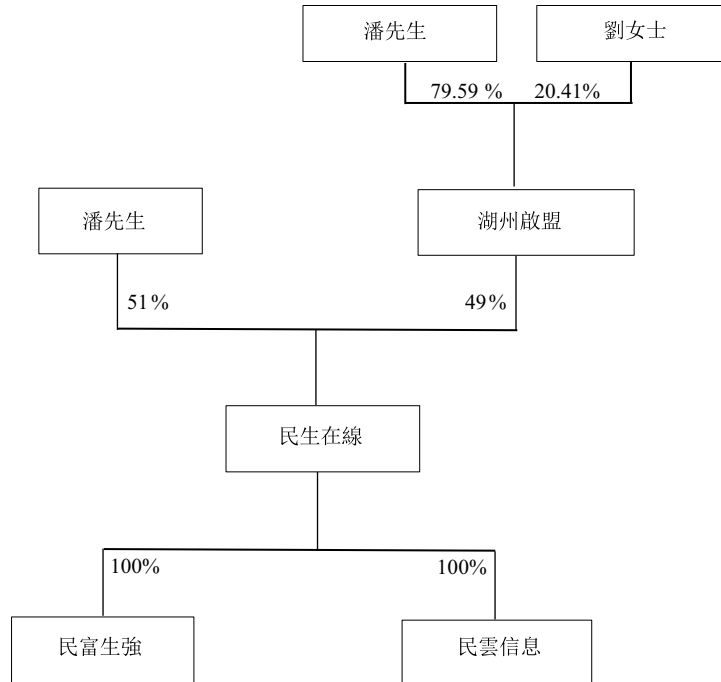 潘先生
劉女士
79.59 %
20.41%
潘先生
湖州啟盟
51%
49%
民生在線
100%
100%
民富生強
民雲信息